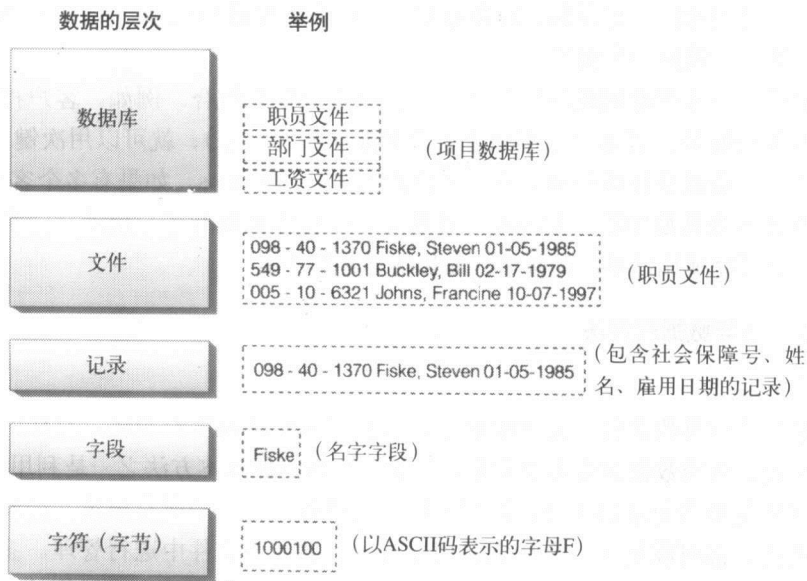 数据的层次 举例
数据库
职员文件
部门文件 (项目数据库)
工资文件
文件
098 - 40 - 1370 Fiske, Steven 01-05-1985
549 - 77 - 1001 Buckley, Bill 02-17-1979 (职员文件)
005 - 10 - 6321 Johns, Francine 10-07-1997
记录
098 - 40 - 1370 Fiske, Steven 01-05-1985
(包含社会保障号、姓
名、雇用日期的记录)
字段 Fiske (名字字段)
字符(字节) 1000100 (以ASCII码表示的字母F)